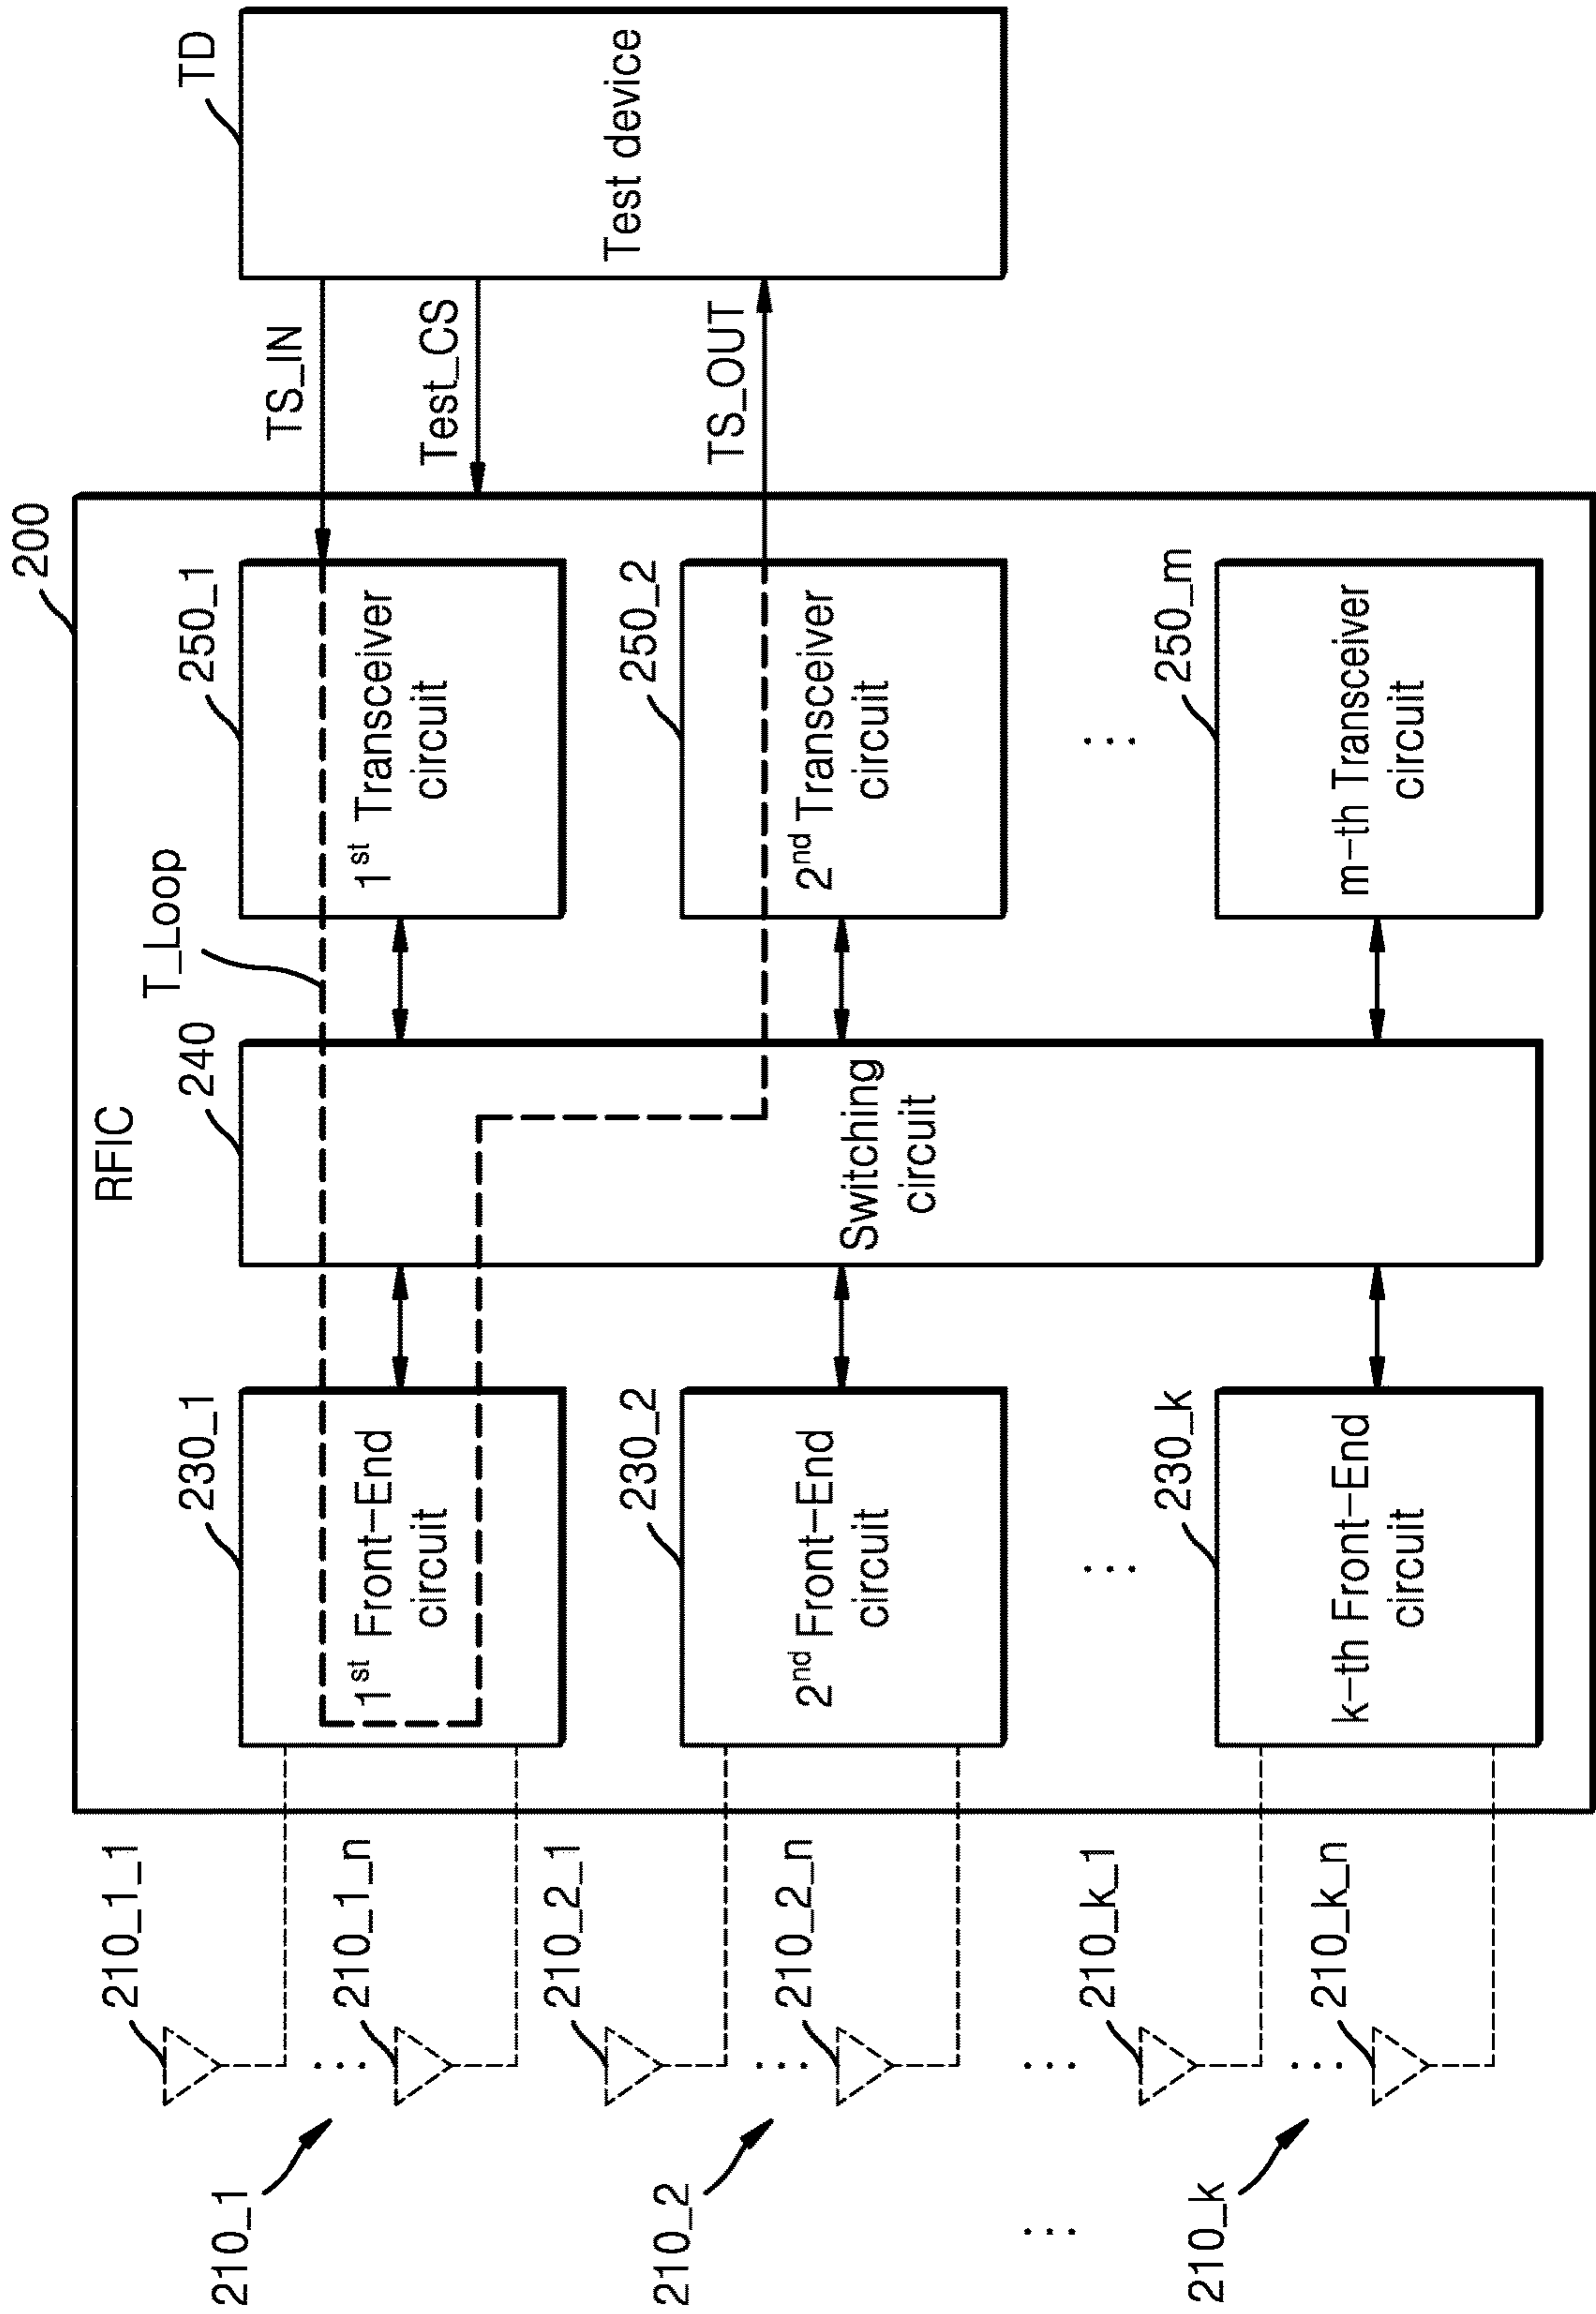 200
RFIC
TD
210_1
210_1_1
210_1_n
230_1
1st Front-End
circuit
240
T_Loop
250_1
1st Transceiver
circuit
TS_IN
Test_CS
TS_OUT
Test device
210_2
210_2_1
210_2_n
230_2
2nd Front-End
circuit
Switching
circuit
250_2
2nd Transceiver
circuit
...
...
...
...
...
...
210_k
210_k_1
...
210_k_n
230_k
k-th Front-End
circuit
250_m
m-th Transceiver
circuit